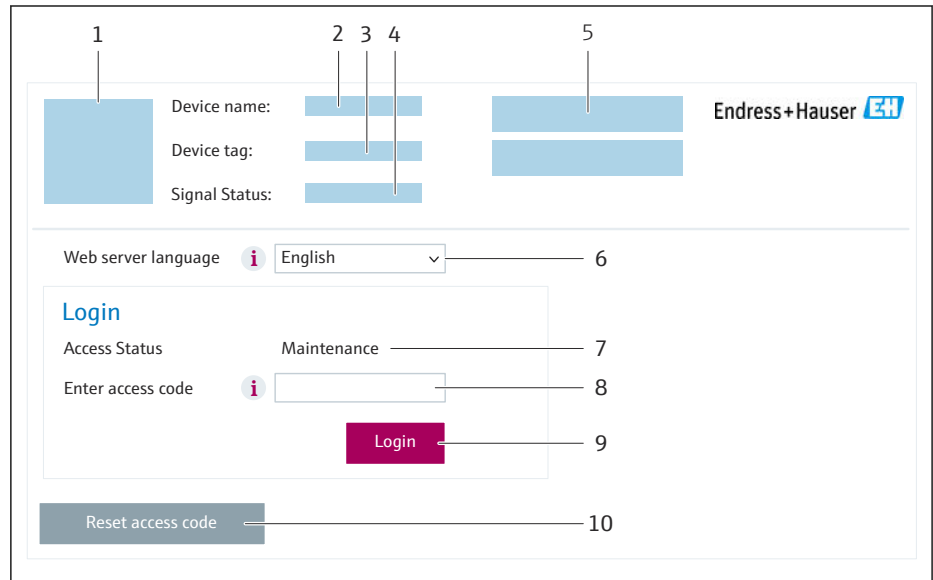 1 2 3 4 5
Device name:
Endress+Hauser EH
Device tag:
Signal Status:
Web server language i English 6
Login
Access Status Maintenance 7
Enter access code i 8
Login 9
Reset access code 10